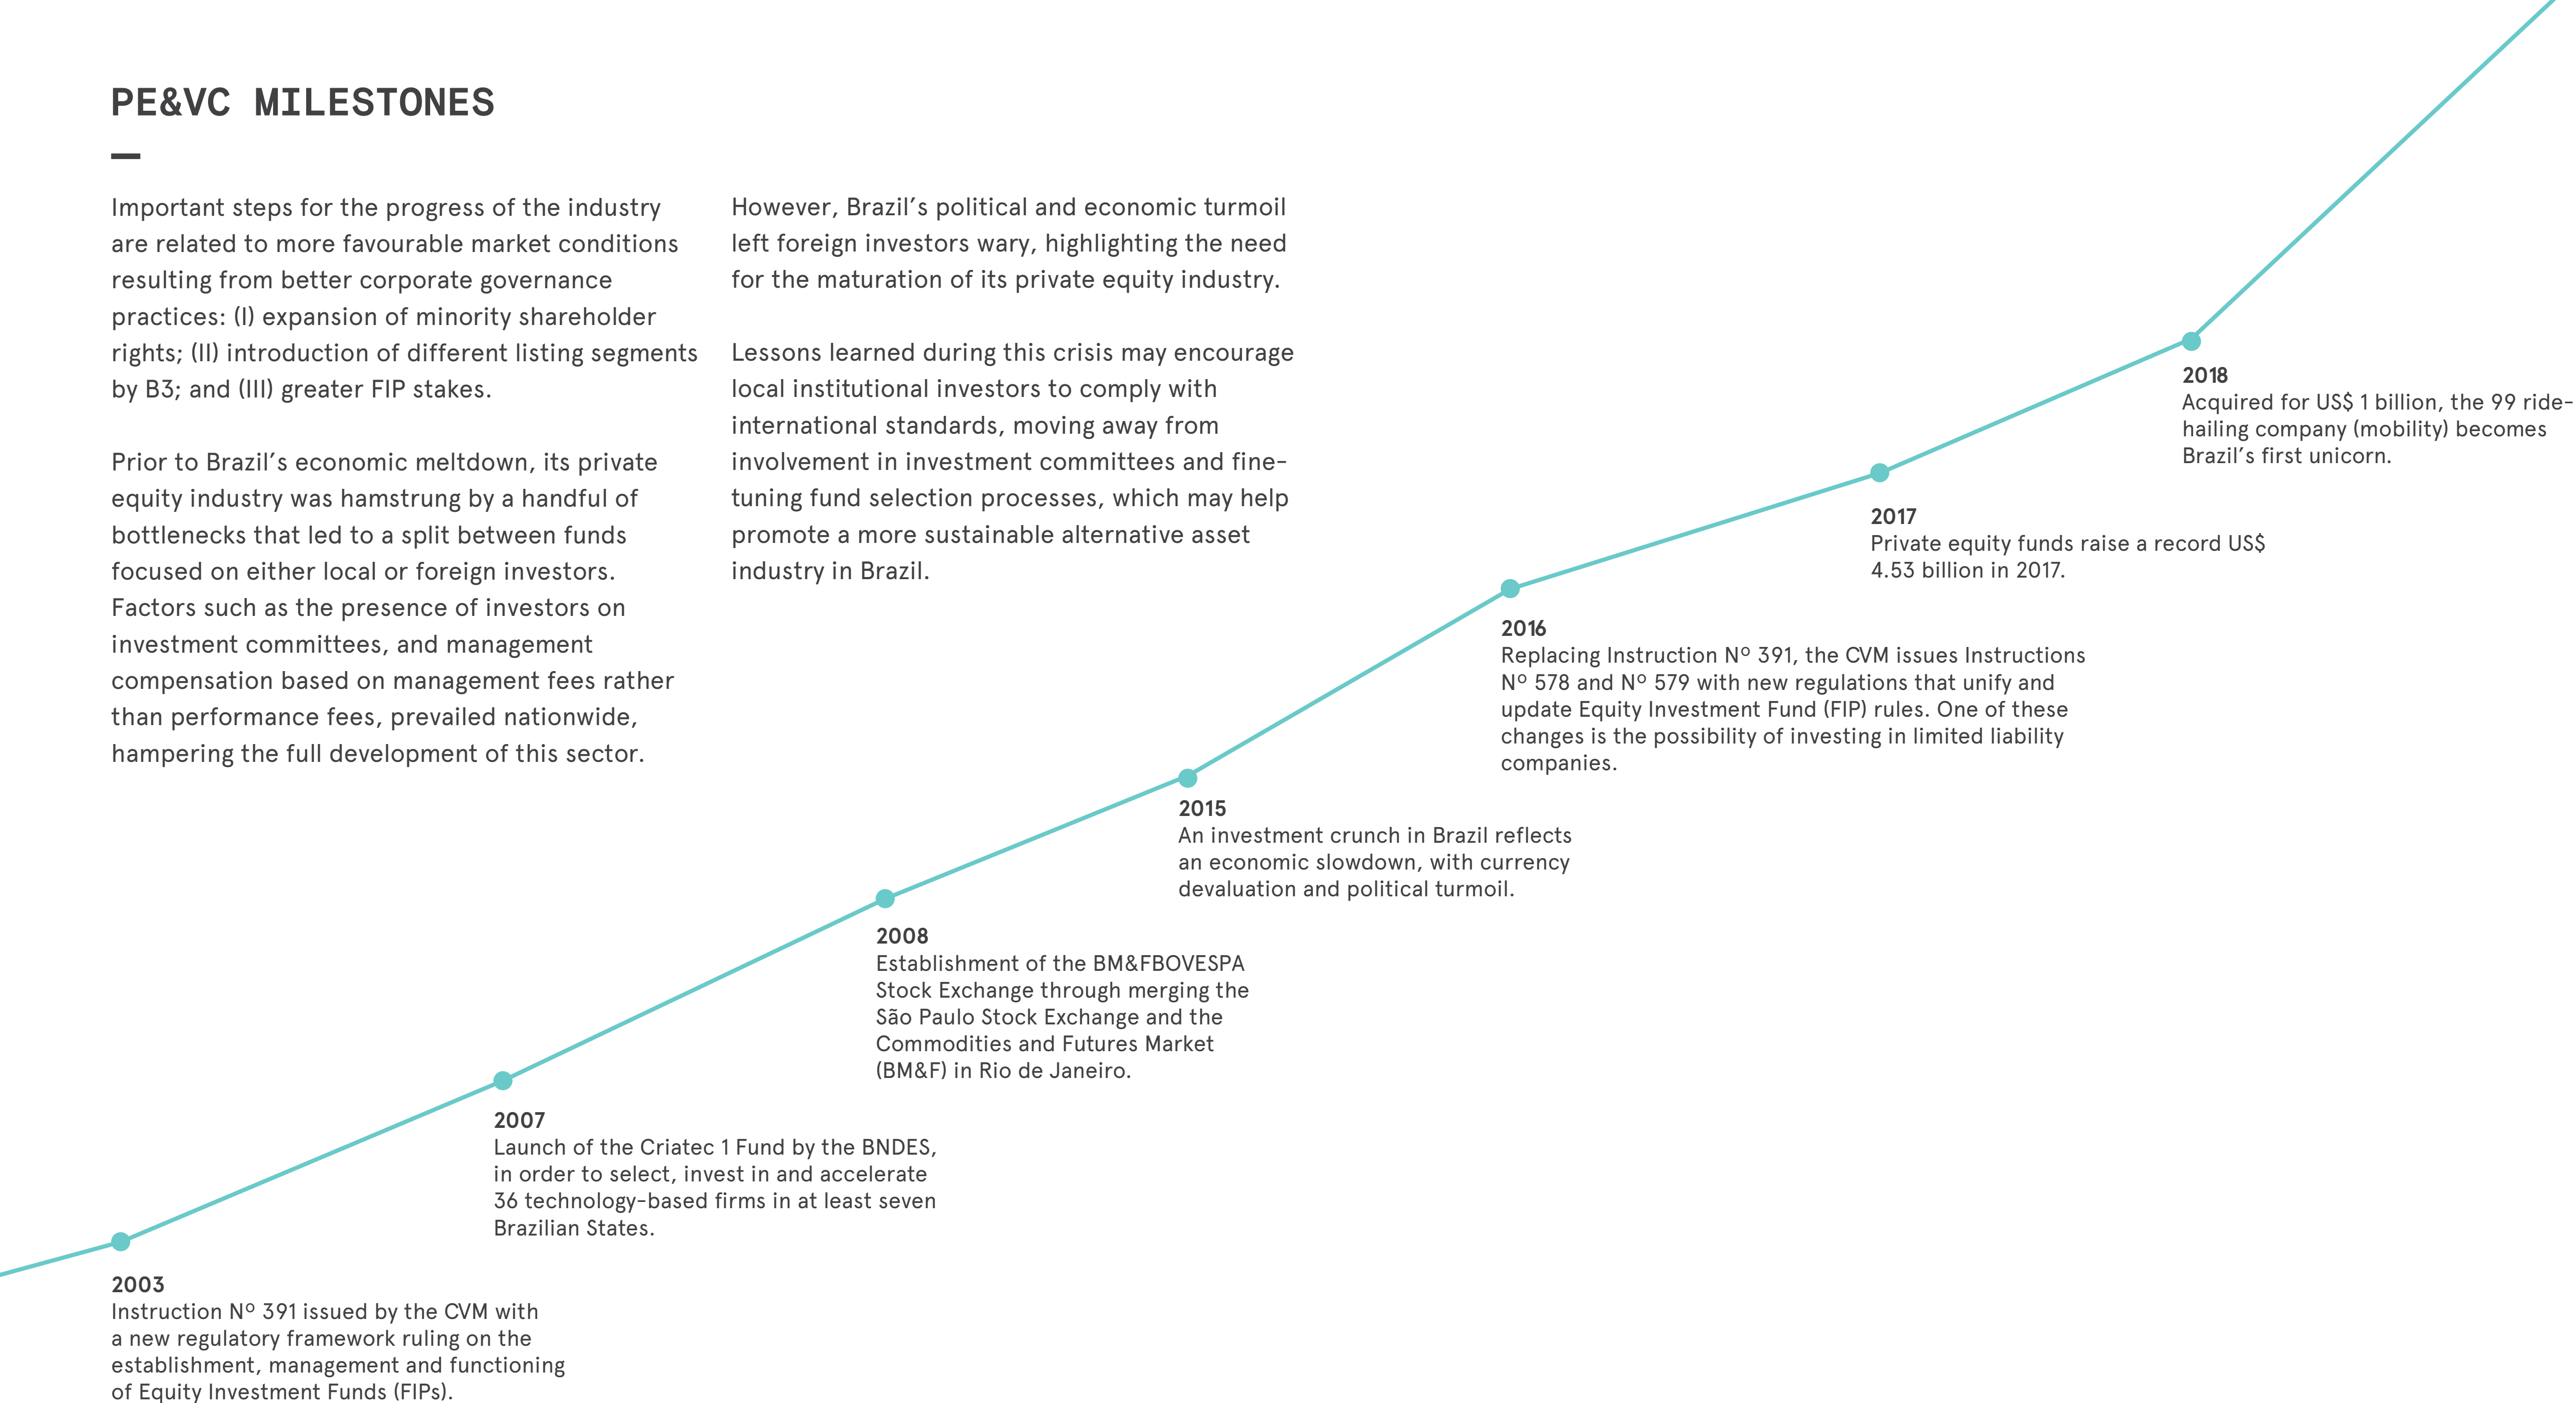 PE&VC MILESTONES
Important steps for the progress of the industry
are related to more favourable market conditions
resulting from better corporate governance
practices: (I) expansion of minority shareholder
rights; (II) introduction of different listing segments
by B3; and (III) greater FIP stakes.
Prior to Brazil’s economic meltdown, its private
equity industry was hamstrung by a handful of
bottlenecks that led to a split between funds
focused on either local or foreign investors.
Factors such as the presence of investors on
investment committees, and management
compensation based on management fees rather
than performance fees, prevailed nationwide,
hampering the full development of this sector.
However, Brazil’s political and economic turmoil
left foreign investors wary, highlighting the need
for the maturation of its private equity industry.
Lessons learned during this crisis may encourage
local institutional investors to comply with
international standards, moving away from
involvement in investment committees and fine-
tuning fund selection processes, which may help
promote a more sustainable alternative asset
industry in Brazil.
2003
Instruction Nº 391 issued by the CVM with
a new regulatory framework ruling on the
establishment, management and functioning
of Equity Investment Funds (FIPs).
2007
Launch of the Criatec 1 Fund by the BNDES,
in order to select, invest in and accelerate
36 technology-based firms in at least seven
Brazilian States.
2008
Establishment of the BM&FBOVESPA
Stock Exchange through merging the
São Paulo Stock Exchange and the
Commodities and Futures Market
(BM&F) in Rio de Janeiro.
2015
An investment crunch in Brazil reflects
an economic slowdown, with currency
devaluation and political turmoil.
2016
Replacing Instruction Nº 391, the CVM issues Instructions
Nº 578 and Nº 579 with new regulations that unify and
update Equity Investment Fund (FIP) rules. One of these
changes is the possibility of investing in limited liability
companies.
2017
Private equity funds raise a record US$
4.53 billion in 2017.
2018
Acquired for US$ 1 billion, the 99 ride-
hailing company (mobility) becomes
Brazil’s first unicorn.